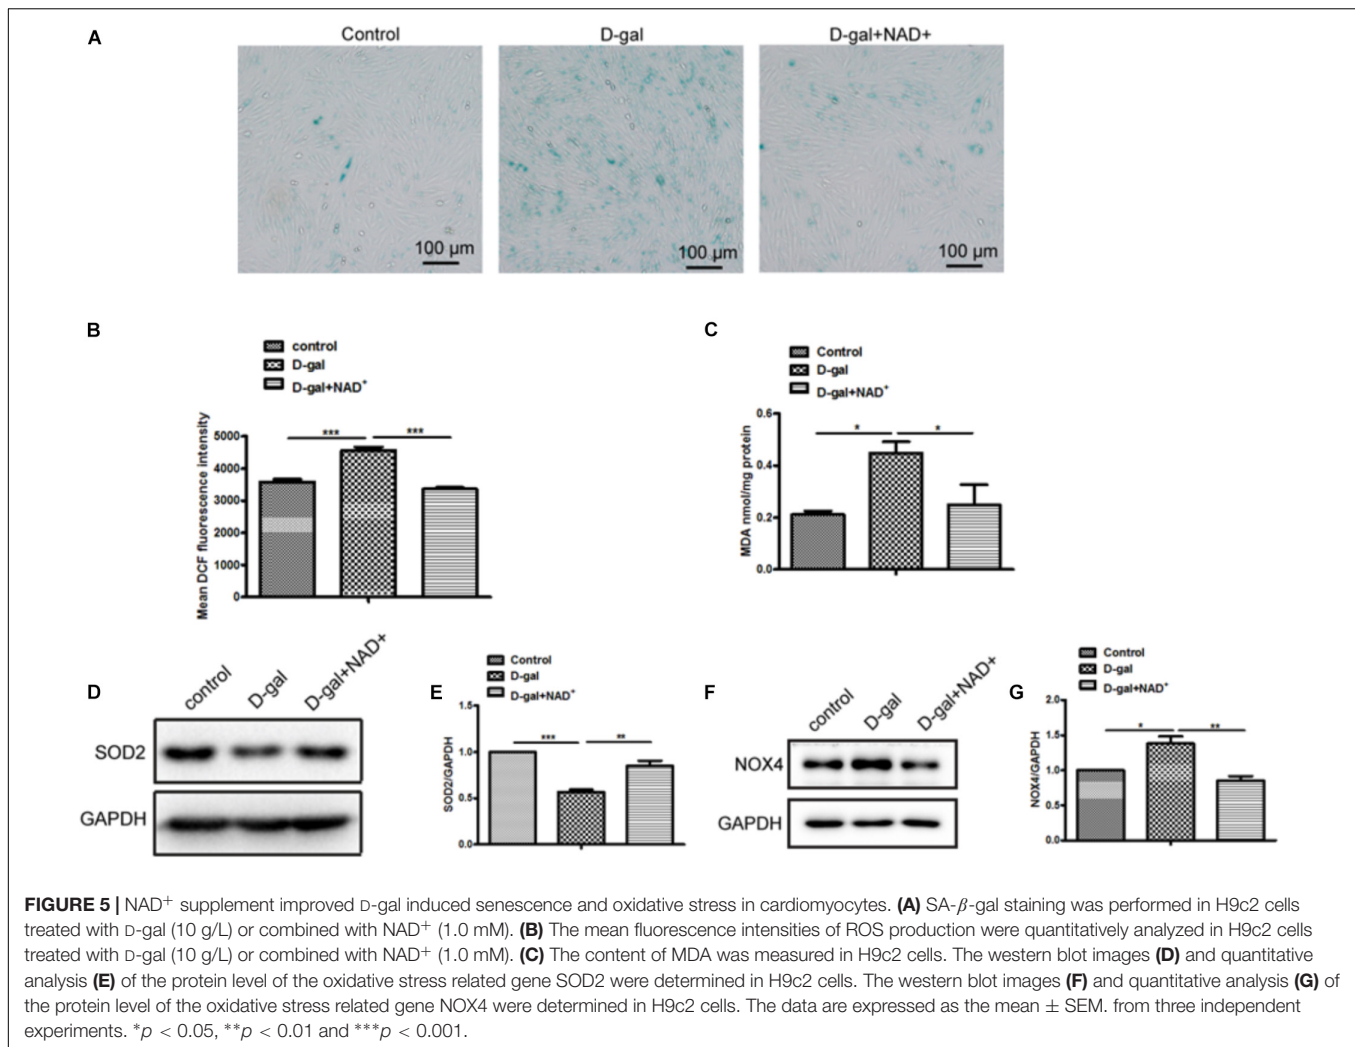 A
Control
D-gal
D-gal+NAD+
100 µm
100 µm
100 µm
B
control
D-gal
D-gal+NAD⁺
Mean DCF fluorescence intensity
5000
4000
3000
2000
1000
0
***
***
C
Control
D-gal
D-gal+NAD⁺
MDA nmol/mg protein
0.6
0.4
0.2
0.0
*
*
D
control
D-gal
D-gal+NAD+
SOD2
GAPDH
E
Control
D-gal
D-gal+NAD⁺
SOD2/GAPDH
1.5
1.0
0.5
0.0
***
**
F
control
D-gal
D-gal+NAD+
NOX4
GAPDH
G
Control
D-gal
D-gal+NAD⁺
NOX4/GAPDH
2.0
1.5
1.0
0.5
0.0
*
**
FIGURE 5 | NAD⁺ supplement improved D-gal induced senescence and oxidative stress in cardiomyocytes. (A) SA-β-gal staining was performed in H9c2 cells
treated with D-gal (10 g/L) or combined with NAD⁺ (1.0 mM). (B) The mean fluorescence intensities of ROS production were quantitatively analyzed in H9c2 cells
treated with D-gal (10 g/L) or combined with NAD⁺ (1.0 mM). (C) The content of MDA was measured in H9c2 cells. The western blot images (D) and quantitative
analysis (E) of the protein level of the oxidative stress related gene SOD2 were determined in H9c2 cells. The western blot images (F) and quantitative analysis (G) of
the protein level of the oxidative stress related gene NOX4 were determined in H9c2 cells. The data are expressed as the mean ± SEM. from three independent
experiments. *p < 0.05, **p < 0.01 and ***p < 0.001.